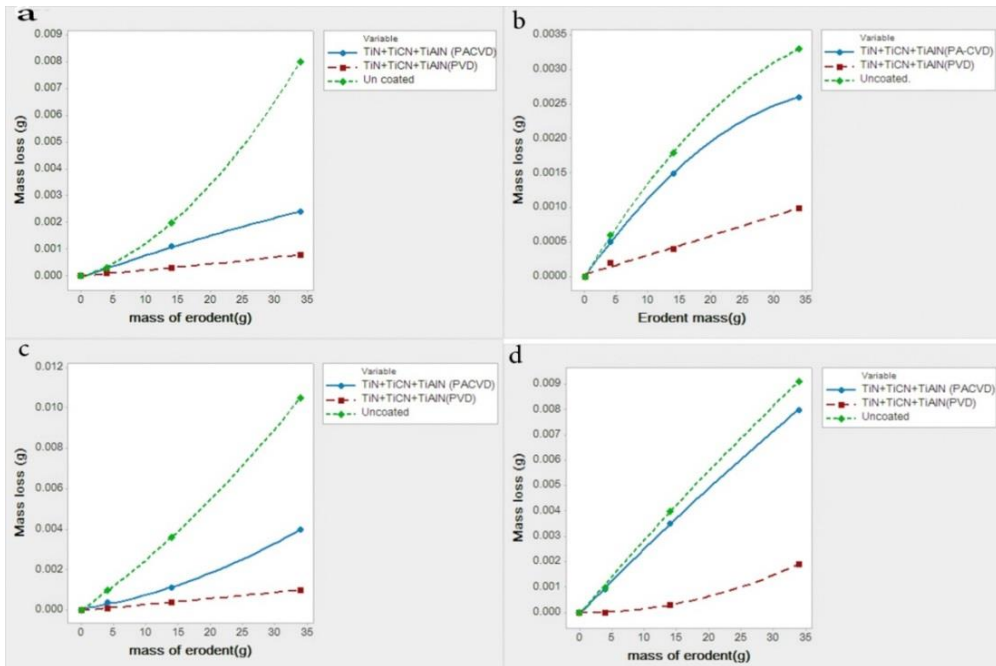 a
Mass loss (g)
0.009
0.008
0.007
0.006
0.005
0.004
0.003
0.002
0.001
0.000
0 5 10 15 20 25 30 35
mass of erodent(g)
Variable
TiN+TiCN+TiAlN (PACVD)
TiN+TiCN+TiAlN(PVD)
Un coated
b
Mass loss (g)
0.0035
0.0030
0.0025
0.0020
0.0015
0.0010
0.0005
0.0000
0 5 10 15 20 25 30 35
Erodent mass(g)
Variable
TiN+TiCN+TiAlN(PA-CVD)
TiN+TiCN+TiAlN(PVD)
Uncoated.
c
Mass loss (g)
0.012
0.010
0.008
0.006
0.004
0.002
0.000
0 5 10 15 20 25 30 35
mass of erodent(g)
Variable
TiN+TiCN+TiAlN (PACVD)
TiN+TiCN+TiAlN(PVD)
Uncoated
d
Mass loss (g)
0.009
0.008
0.007
0.006
0.005
0.004
0.003
0.002
0.001
0.000
0 5 10 15 20 25 30 35
mass of erodent(g)
Variable
TiN+TiCN+TiAlN (PACVD)
TiN+TiCN+TiAlN(PVD)
Uncoated